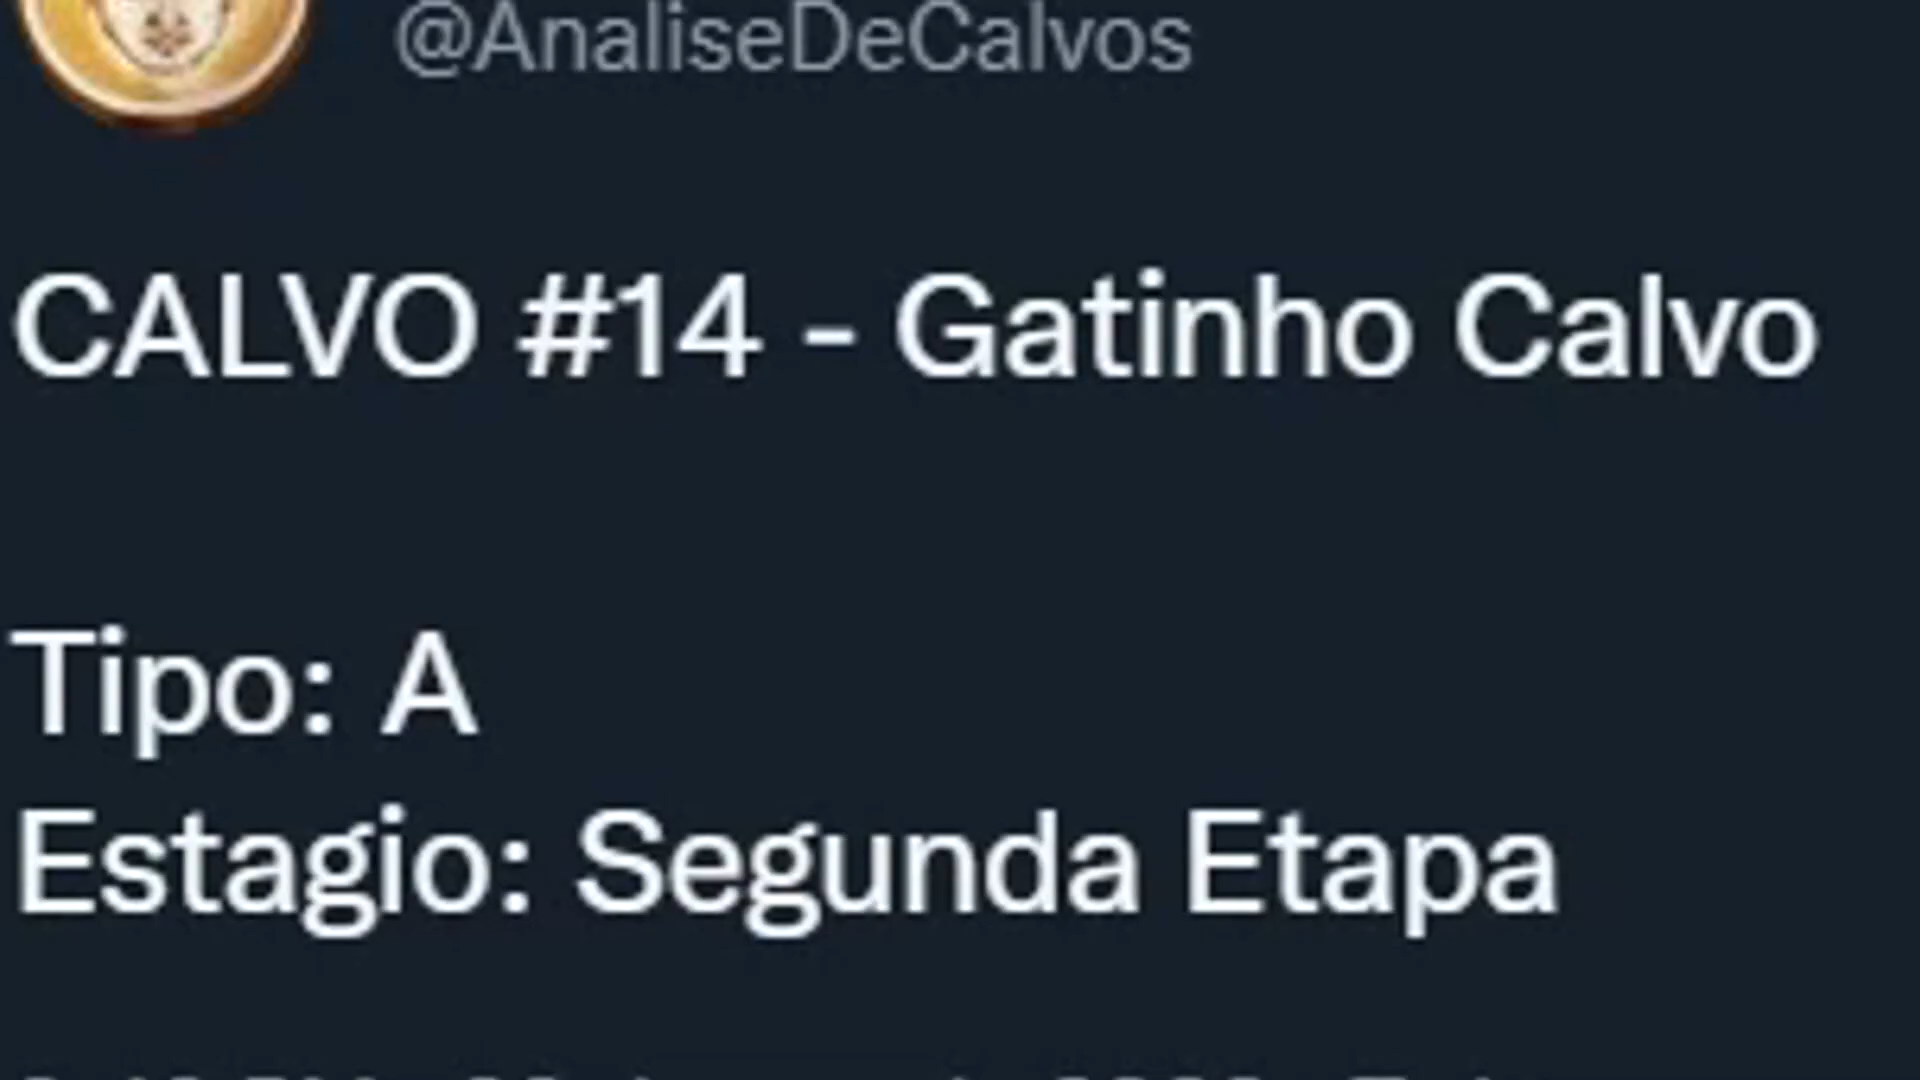 @AnaliseDeCalvos
CALVO #14 - Gatinho Calvo
Tipo: A
Estagio: Segunda Etapa